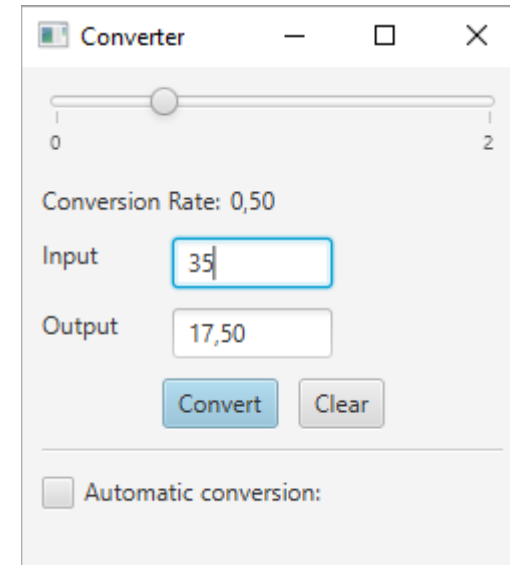 Converter
0 2
Conversion Rate: 0,50
Input 35
Output 17,50
Convert Clear
Automatic conversion: